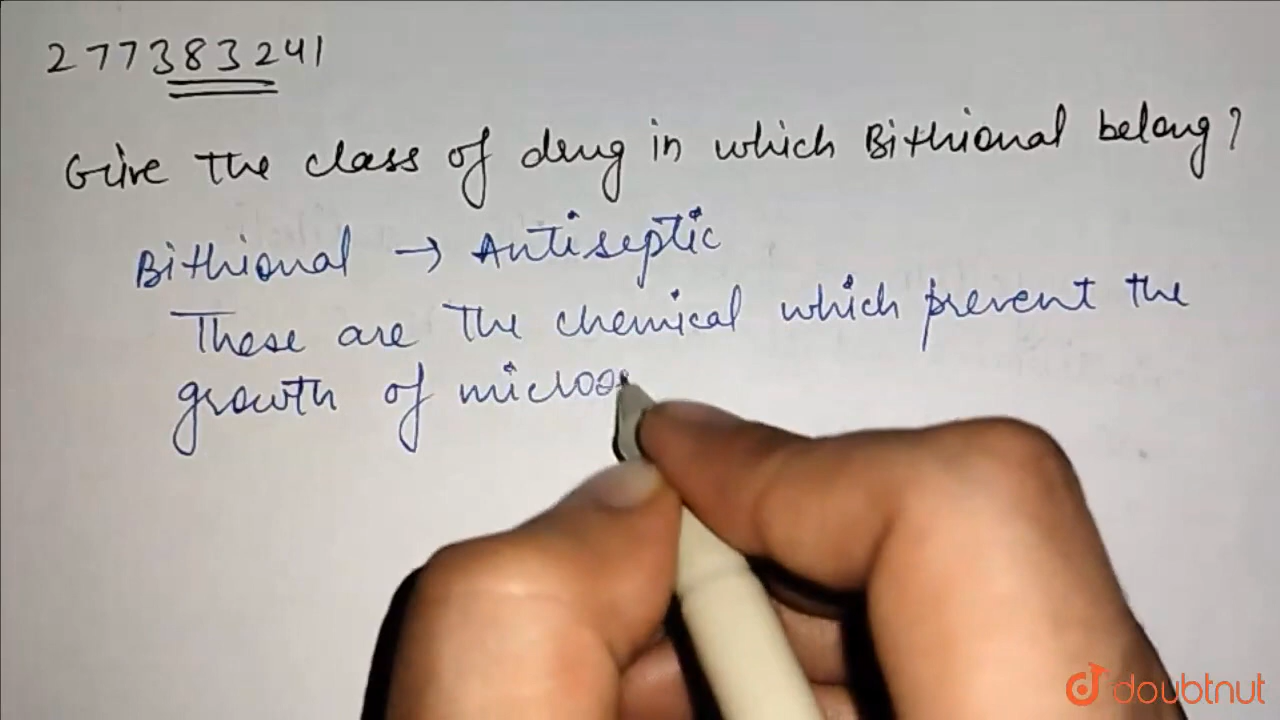 277383241
Give the class of drug in which Bithional belong?
Bithional → Antiseptic
These are the chemical which prevent the
growth of microo
doubtnut